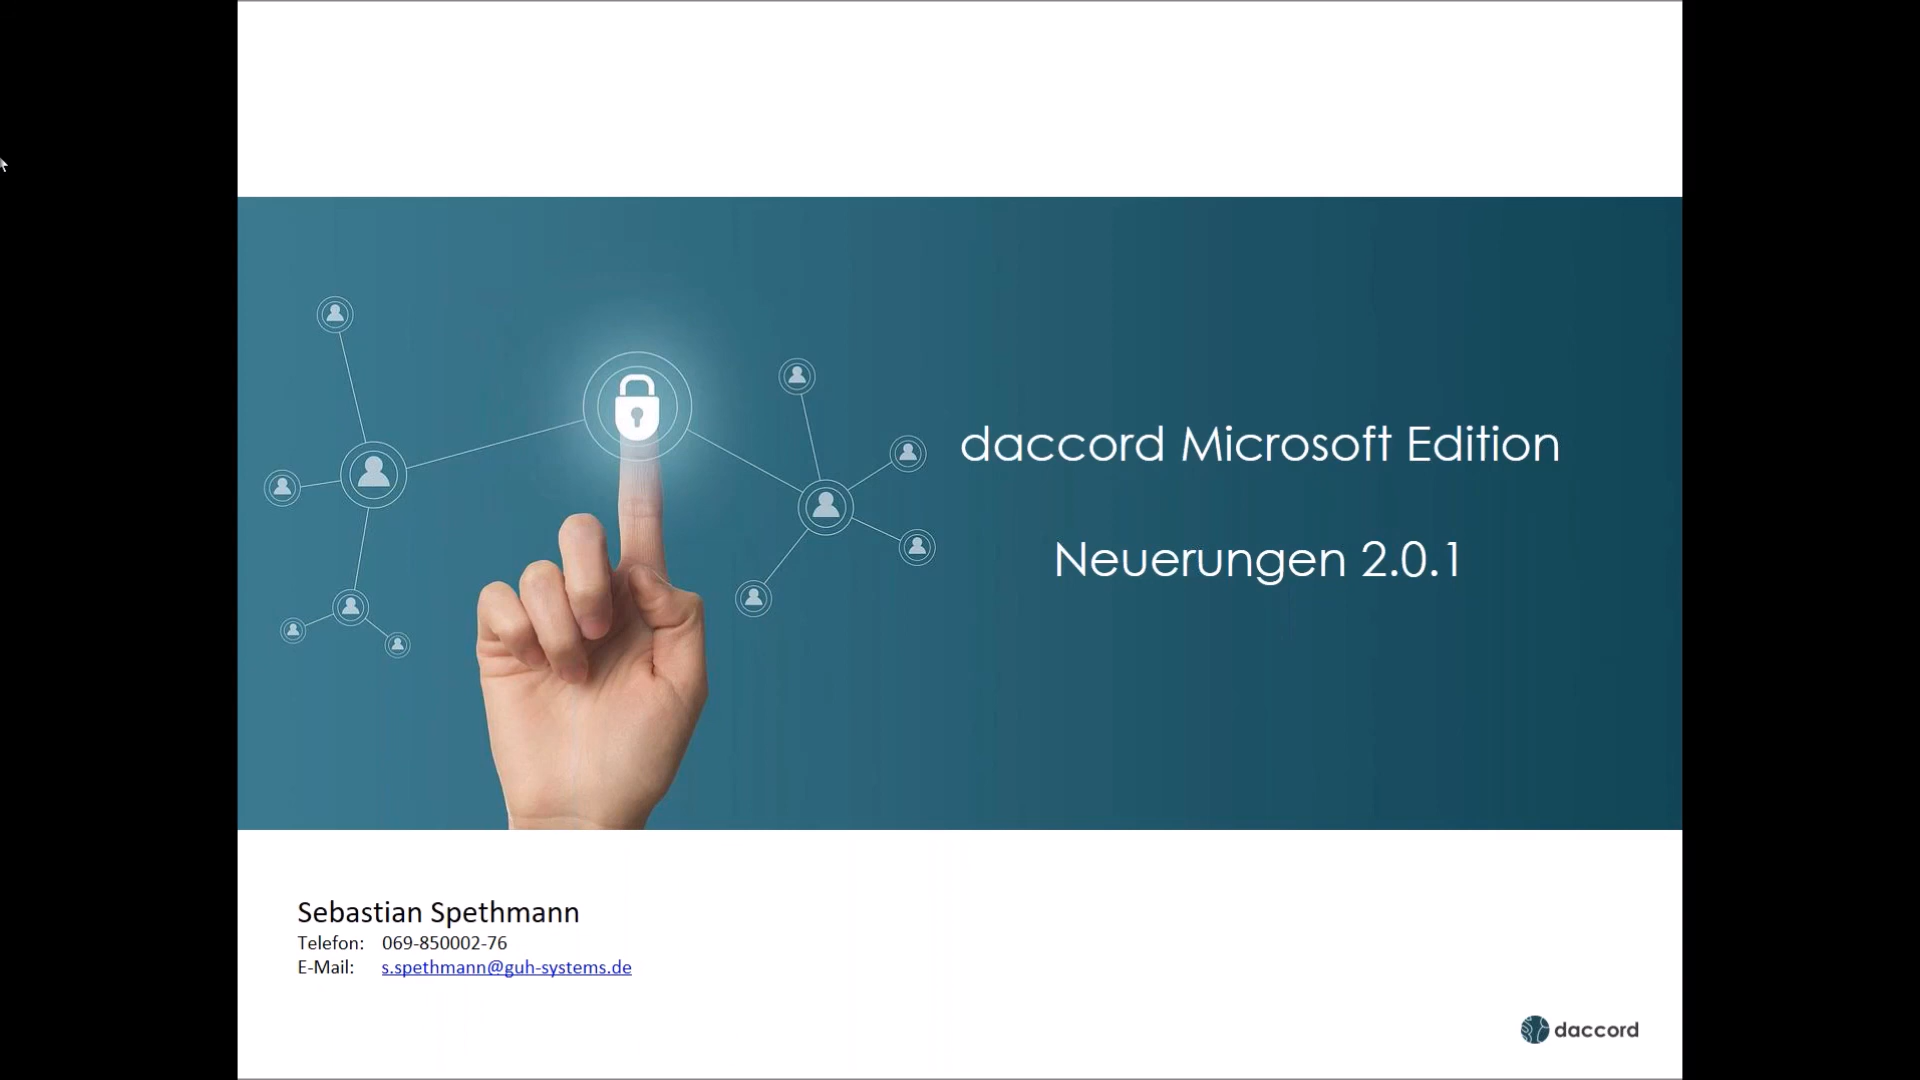 daccord Microsoft Edition
Neuerungen 2.0.1
Sebastian Spethmann
Telefon: 069-850002-76
E-Mail: s.spethmann@guh-systems.de
daccord